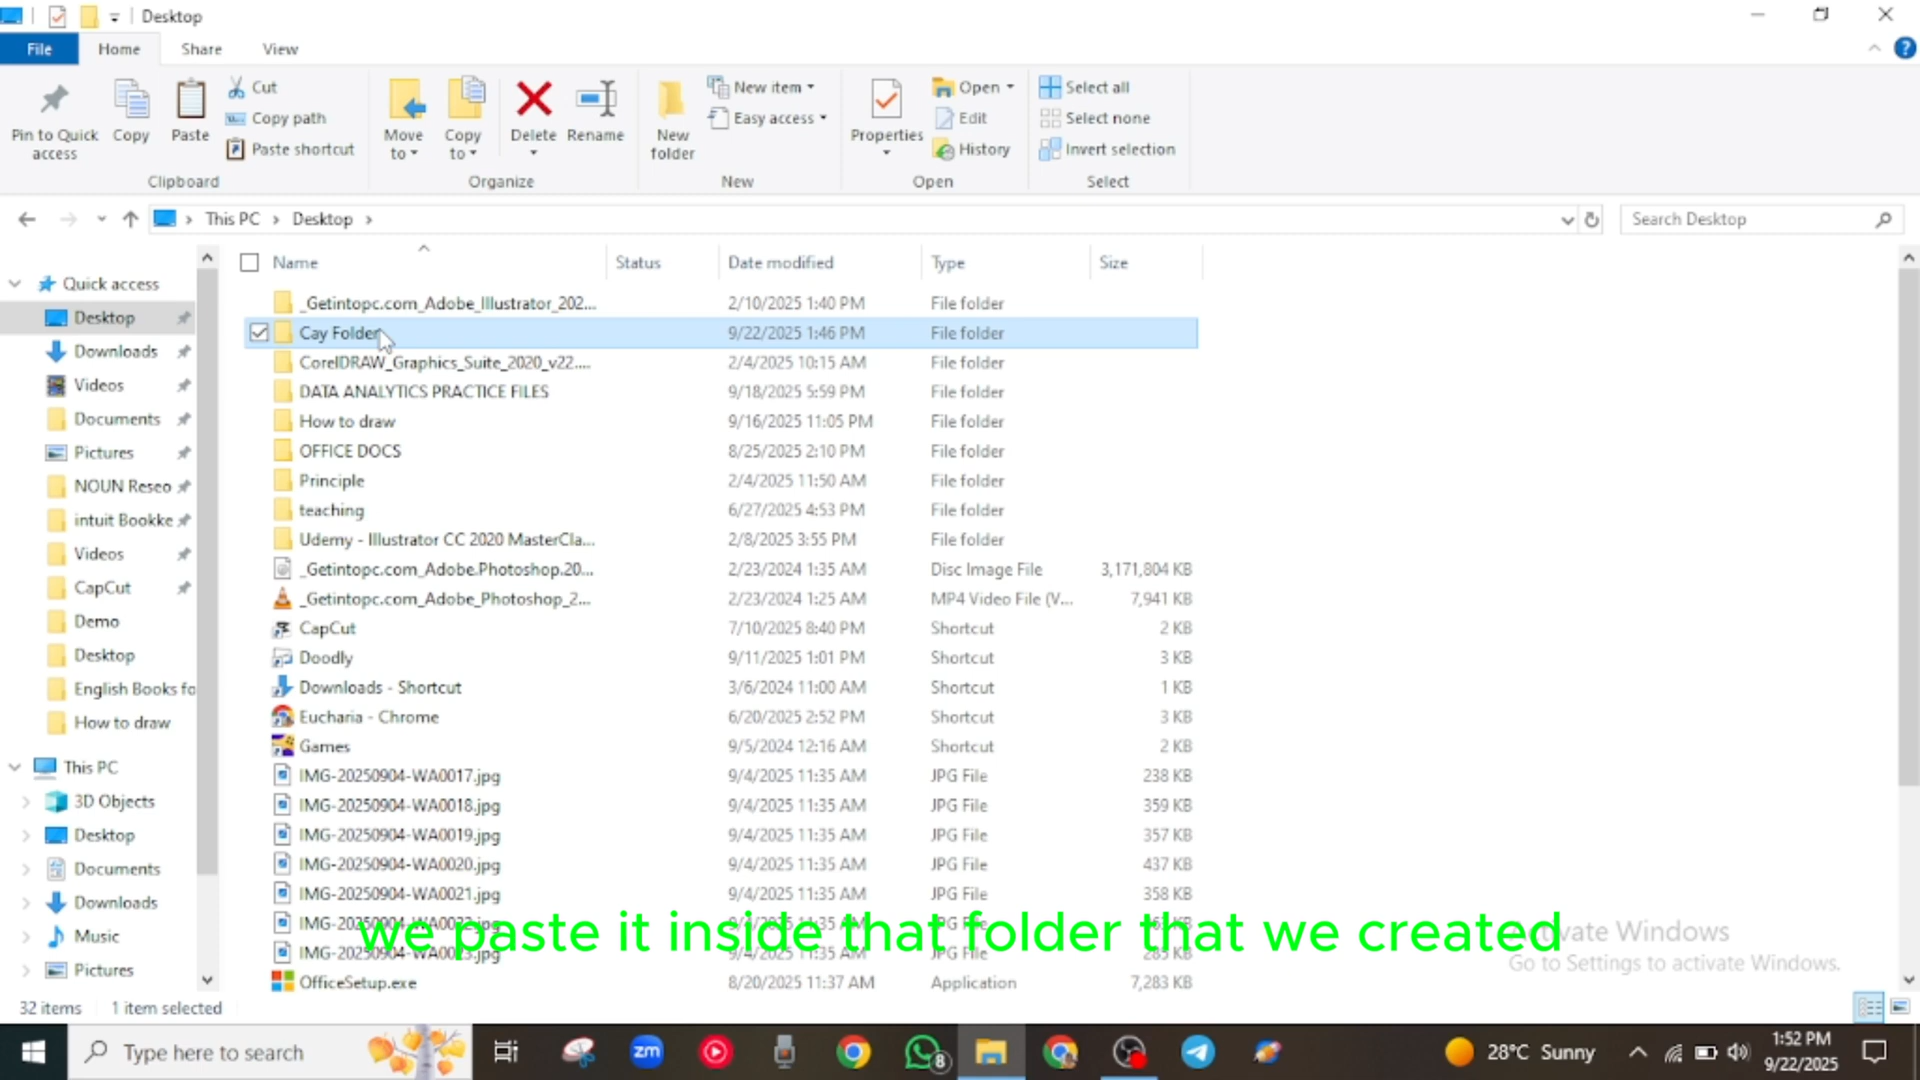 Desktop
File Home Share View
Pin to Quick access
Copy
Paste
Cut
Copy path
Paste shortcut
Clipboard
Move to
Copy to
Delete
Rename
Organize
New folder
New item
Easy access
New
Properties
Open
Edit
History
Open
Select all
Select none
Invert selection
Select
This PC > Desktop >
Search Desktop
Quick access
Desktop
Downloads
Videos
Documents
Pictures
NOUN Reseo
intuit Bookke
Videos
CapCut
Demo
Desktop
English Books fo
How to draw
This PC
3D Objects
Desktop
Documents
Downloads
Music
Pictures
Name Status Date modified Type Size
_Getintopc.com_Adobe_Illustrator_202... 2/10/2025 1:40 PM File folder
Cay Folder 9/22/2025 1:46 PM File folder
CorelDRAW_Graphics_Suite_2020_v22.... 2/4/2025 10:15 AM File folder
DATA ANALYTICS PRACTICE FILES 9/18/2025 5:59 PM File folder
How to draw 9/16/2025 11:05 PM File folder
OFFICE DOCS 8/25/2025 2:10 PM File folder
Principle 2/4/2025 11:50 AM File folder
teaching 6/27/2025 4:53 PM File folder
Udemy - Illustrator CC 2020 MasterCla... 2/8/2025 3:55 PM File folder
_Getintopc.com_Adobe.Photoshop.20... 2/23/2024 1:35 AM Disc Image File 3,171,804 KB
_Getintopc.com_Adobe_Photoshop_2... 2/23/2024 1:25 AM MP4 Video File (V... 7,941 KB
CapCut 7/10/2025 8:40 PM Shortcut 2 KB
Doodly 9/11/2025 1:01 PM Shortcut 3 KB
Downloads - Shortcut 3/6/2024 11:00 AM Shortcut 1 KB
Eucharia - Chrome 6/20/2025 2:52 PM Shortcut 3 KB
Games 9/5/2024 12:16 AM Shortcut 2 KB
IMG-20250904-WA0017.jpg 9/4/2025 11:35 AM JPG File 238 KB
IMG-20250904-WA0018.jpg 9/4/2025 11:35 AM JPG File 359 KB
IMG-20250904-WA0019.jpg 9/4/2025 11:35 AM JPG File 357 KB
IMG-20250904-WA0020.jpg 9/4/2025 11:35 AM JPG File 437 KB
IMG-20250904-WA0021.jpg 9/4/2025 11:35 AM JPG File 358 KB
we paste it inside that folder that we created
OfficeSetup.exe 8/20/2025 11:37 AM Application 7,283 KB
Activate Windows
Go to Settings to activate Windows.
32 items 1 item selected
Type here to search
zm
8
28°C Sunny
1:52 PM
9/22/2025